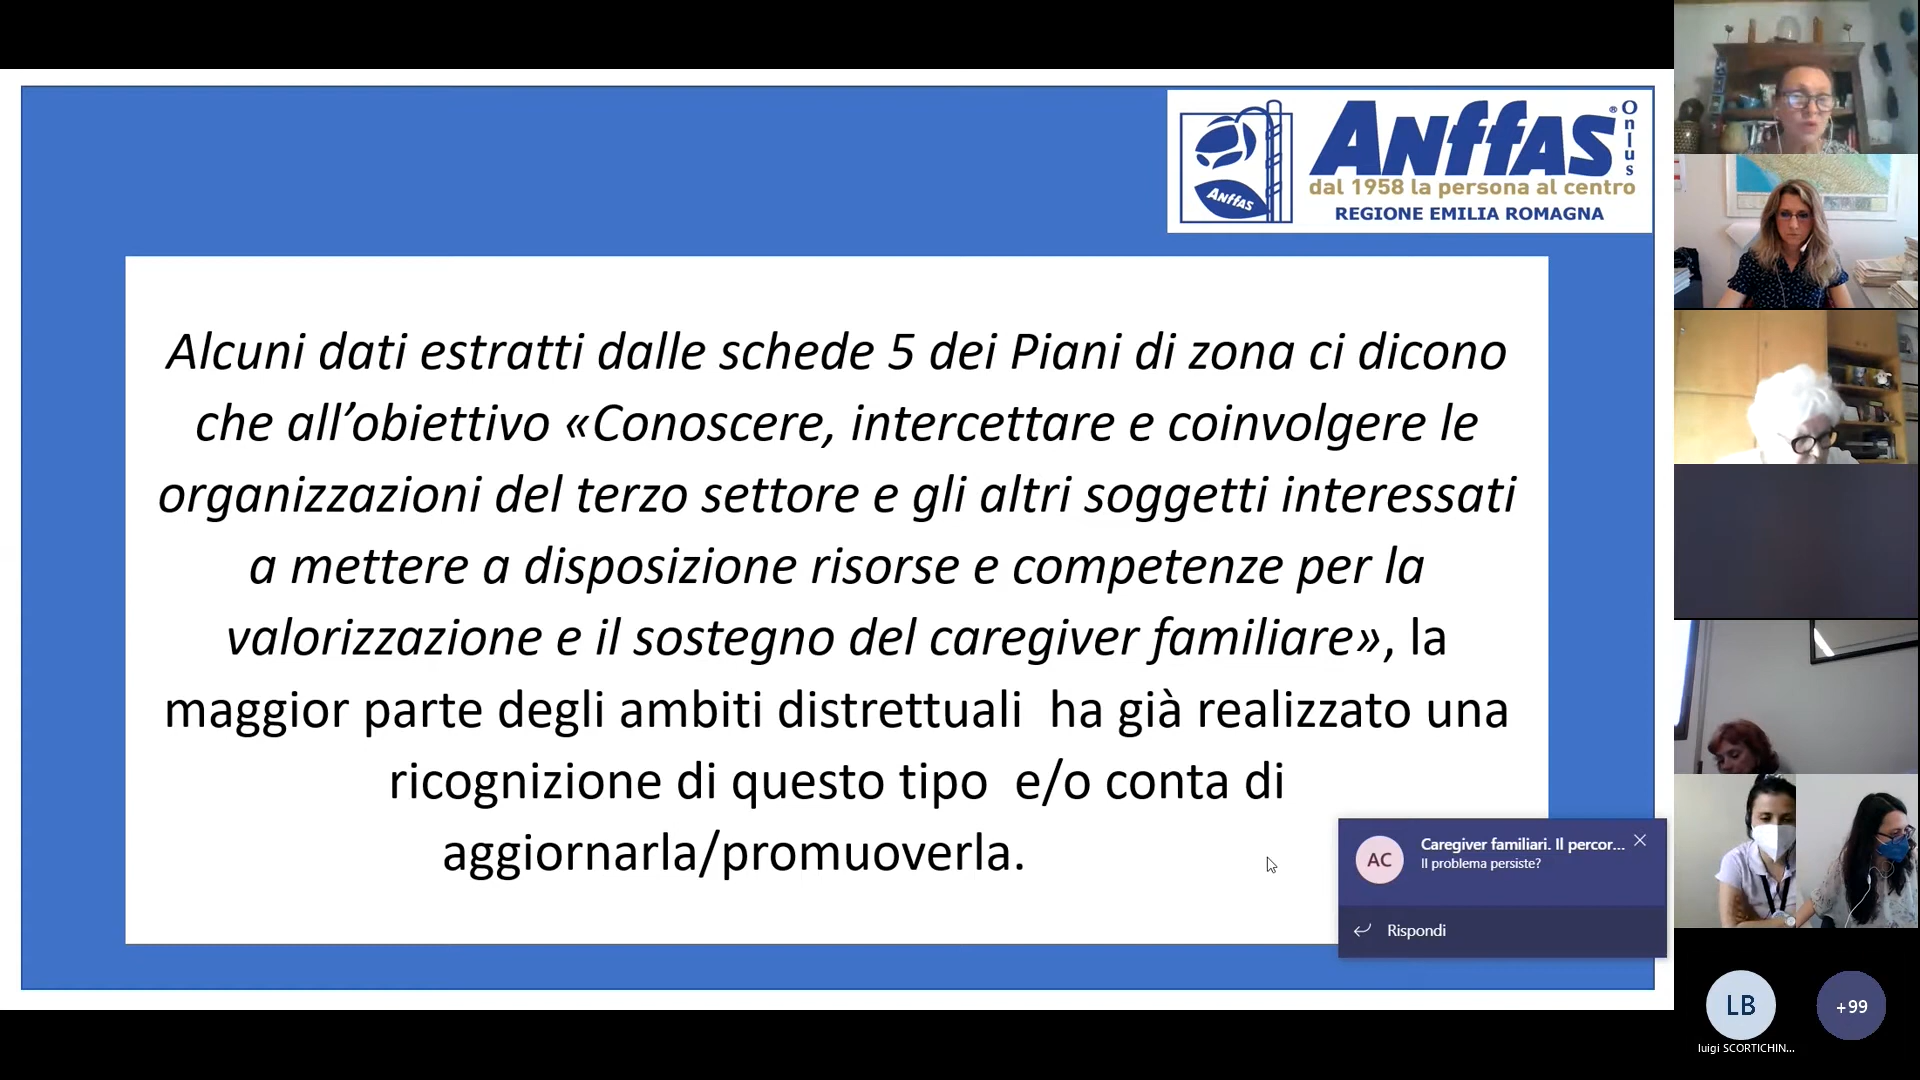 Anffas
ANffAS
®
Onlus
dal 1958 la persona al centro
REGIONE EMILIA ROMAGNA
Alcuni dati estratti dalle schede 5 dei Piani di zona ci dicono
che all’obiettivo «Conoscere, intercettare e coinvolgere le
organizzazioni del terzo settore e gli altri soggetti interessati
a mettere a disposizione risorse e competenze per la
valorizzazione e il sostegno del caregiver familiare», la
maggior parte degli ambiti distrettuali  ha già realizzato una
ricognizione di questo tipo  e/o conta di
aggiornarla/promuoverla.
AC
Caregiver familiari. Il percor...
Il problema persiste?
Rispondi
LB
luigi SCORTICHIN...
+99